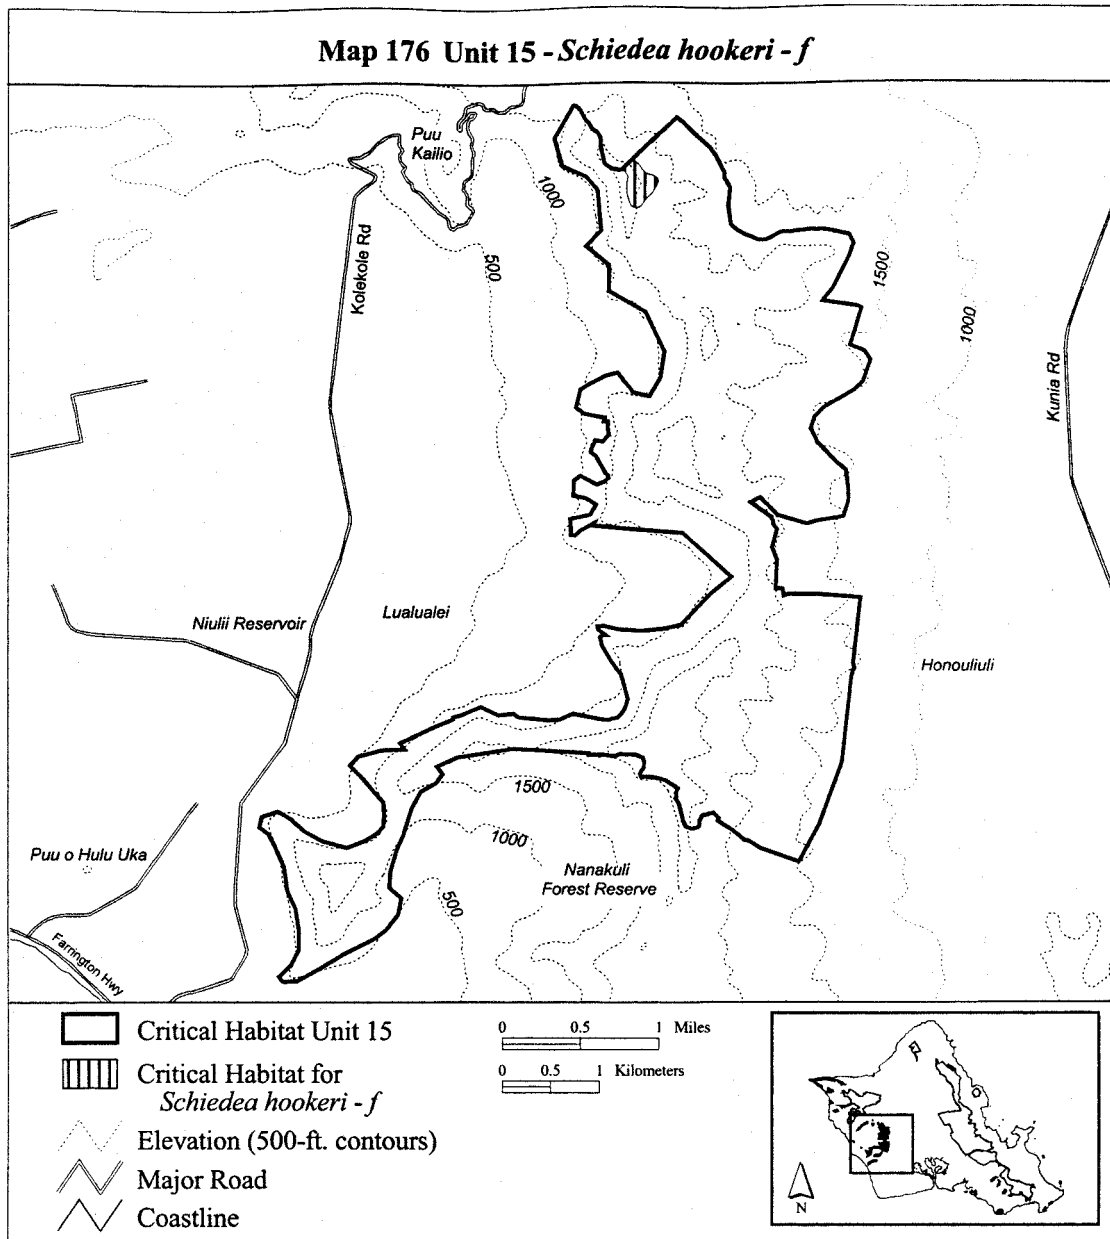 Map 176 Unit 15 - Schiedea hookeri - f
Puu
Kailio
1000
Kolekole Rd
500
1500
1000
Kunia Rd
Niulii Reservoir
Lualualei
Honouliuli
1500
1000
Puu o Hulu Uka
Nanakuli
Forest Reserve
500
Farrington Hwy
Critical Habitat Unit 15
0 0.5 1 Miles
Critical Habitat for
Schiedea hookeri - f
0 0.5 1 Kilometers
Elevation (500-ft. contours)
Major Road
Coastline
N